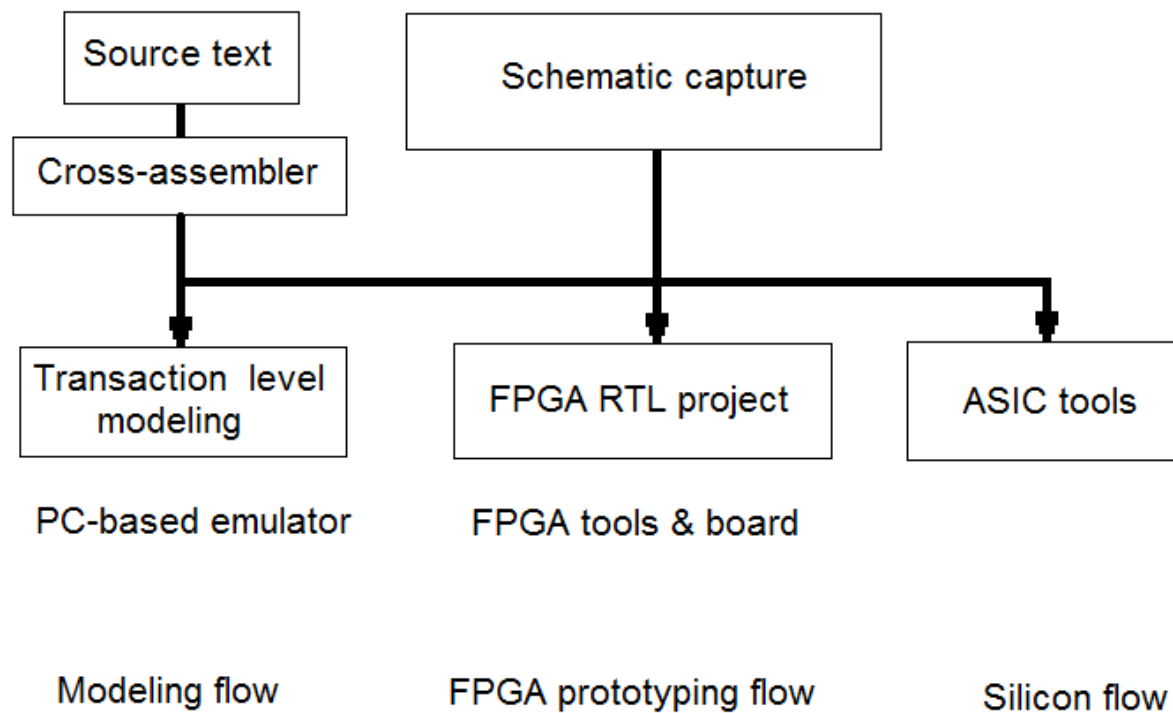 Source text
Schematic capture
Cross-assembler
Transaction level
modeling
FPGA RTL project
ASIC tools
PC-based emulator
FPGA tools & board
Modeling flow
FPGA prototyping flow
Silicon flow